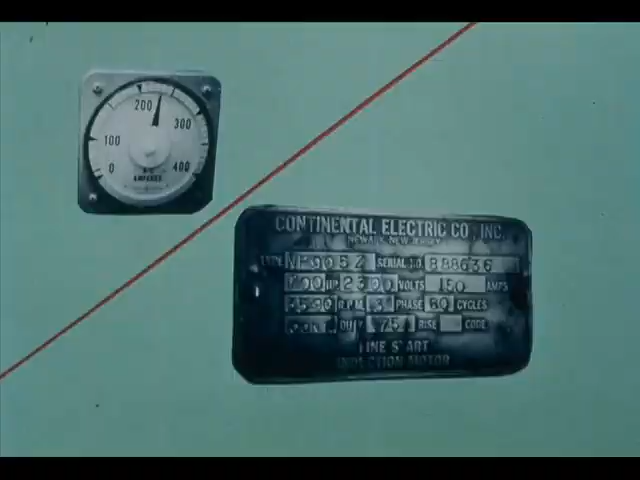 200
300
100
0
400
A-C
AMPERES
CONTINENTAL ELECTRIC CO., INC.
NEWARK, NEW JERSEY
TYPE SERIAL NO. 888636
700 HP 2300 VOLTS 150 AMPS
R.P.M. 3 PHASE 60 CYCLES
75 RISE CODE
LINE START
INDUCTION MOTOR